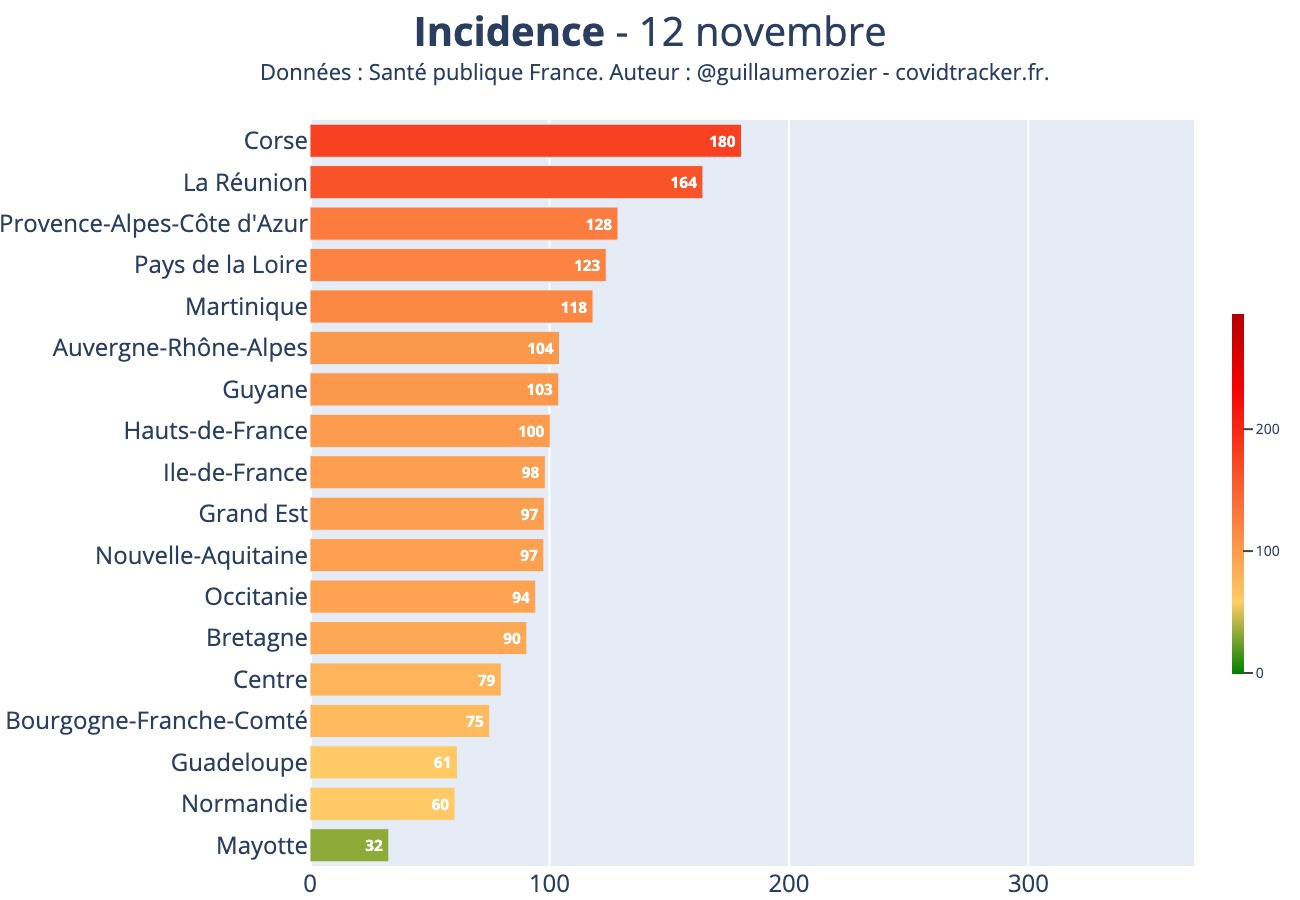 Incidence - 12 novembre
Données : Santé publique France. Auteur : @guillaumerozier - covidtracker.fr.
Corse 180
La Réunion 164
Provence-Alpes-Côte d'Azur 128
Pays de la Loire 123
Martinique 118
Auvergne-Rhône-Alpes 104
Guyane 103
Hauts-de-France 100
Ile-de-France 98
Grand Est 97
Nouvelle-Aquitaine 97
Occitanie 94
Bretagne 90
Centre 79
Bourgogne-Franche-Comté 75
Guadeloupe 61
Normandie 60
Mayotte 32
0 100 200 300
200
100
0